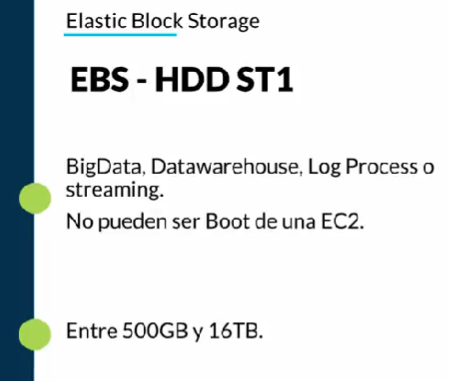 Elastic Block Storage
EBS - HDD ST1
BigData, Datawarehouse, Log Process o
streaming.
No pueden ser Boot de una EC2.
Entre 500GB y 16TB.